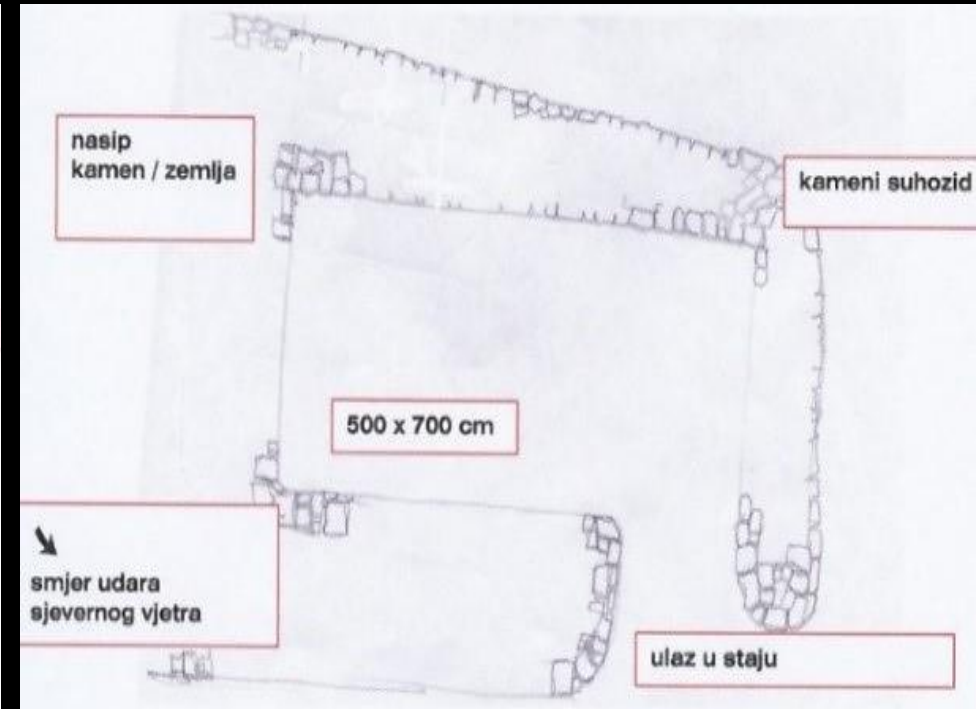 nasip
kamen / zemlja
kameni suhozid
500 x 700 cm
smjer udara
sjevernog vjetra
ulaz u staju